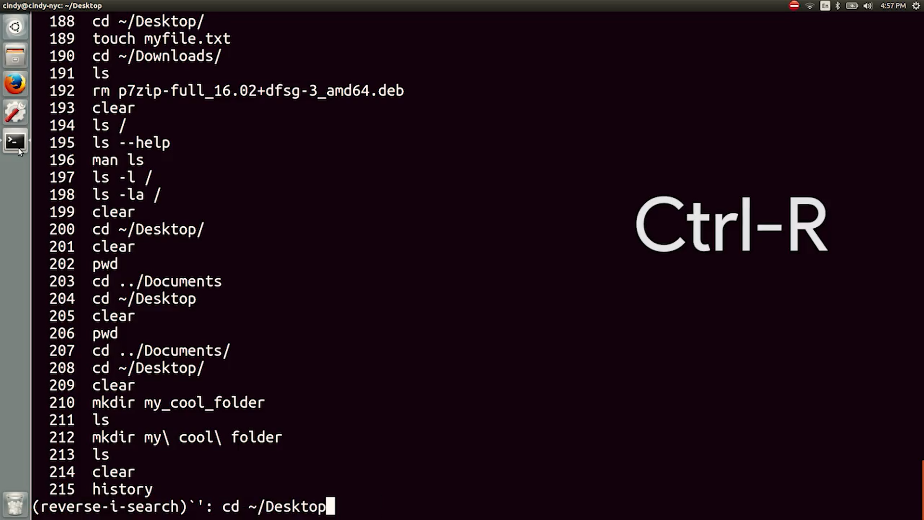 cindy@cindy-nyc: ~/Desktop
En
4:57 PM
188 cd ~/Desktop/
189 touch myfile.txt
190 cd ~/Downloads/
191 ls
192 rm p7zip-full_16.02+dfsg-3_amd64.deb
193 clear
194 ls /
195 ls --help
196 man ls
197 ls -l /
198 ls -la /
199 clear
200 cd ~/Desktop/
201 clear
202 pwd
203 cd ../Documents
204 cd ~/Desktop
205 clear
206 pwd
207 cd ../Documents/
208 cd ~/Desktop/
209 clear
210 mkdir my_cool_folder
211 ls
212 mkdir my\ cool\ folder
213 ls
214 clear
215 history
(reverse-i-search)`': cd ~/Desktop
Ctrl-R